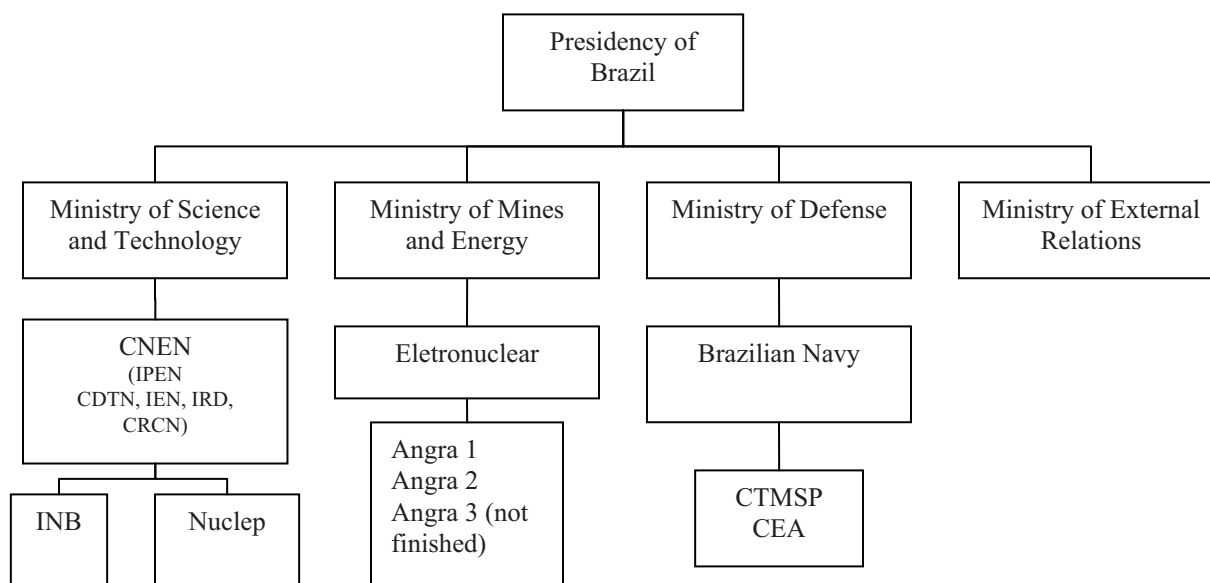 Presidency of
Brazil
Ministry of Science
and Technology
Ministry of Mines
and Energy
Ministry of Defense
Ministry of External
Relations
CNEN
(IPEN
CDTN, IEN, IRD,
CRCN)
Eletronuclear
Brazilian Navy
INB
Nuclep
Angra 1
Angra 2
Angra 3 (not
finished)
CTMSP
CEA